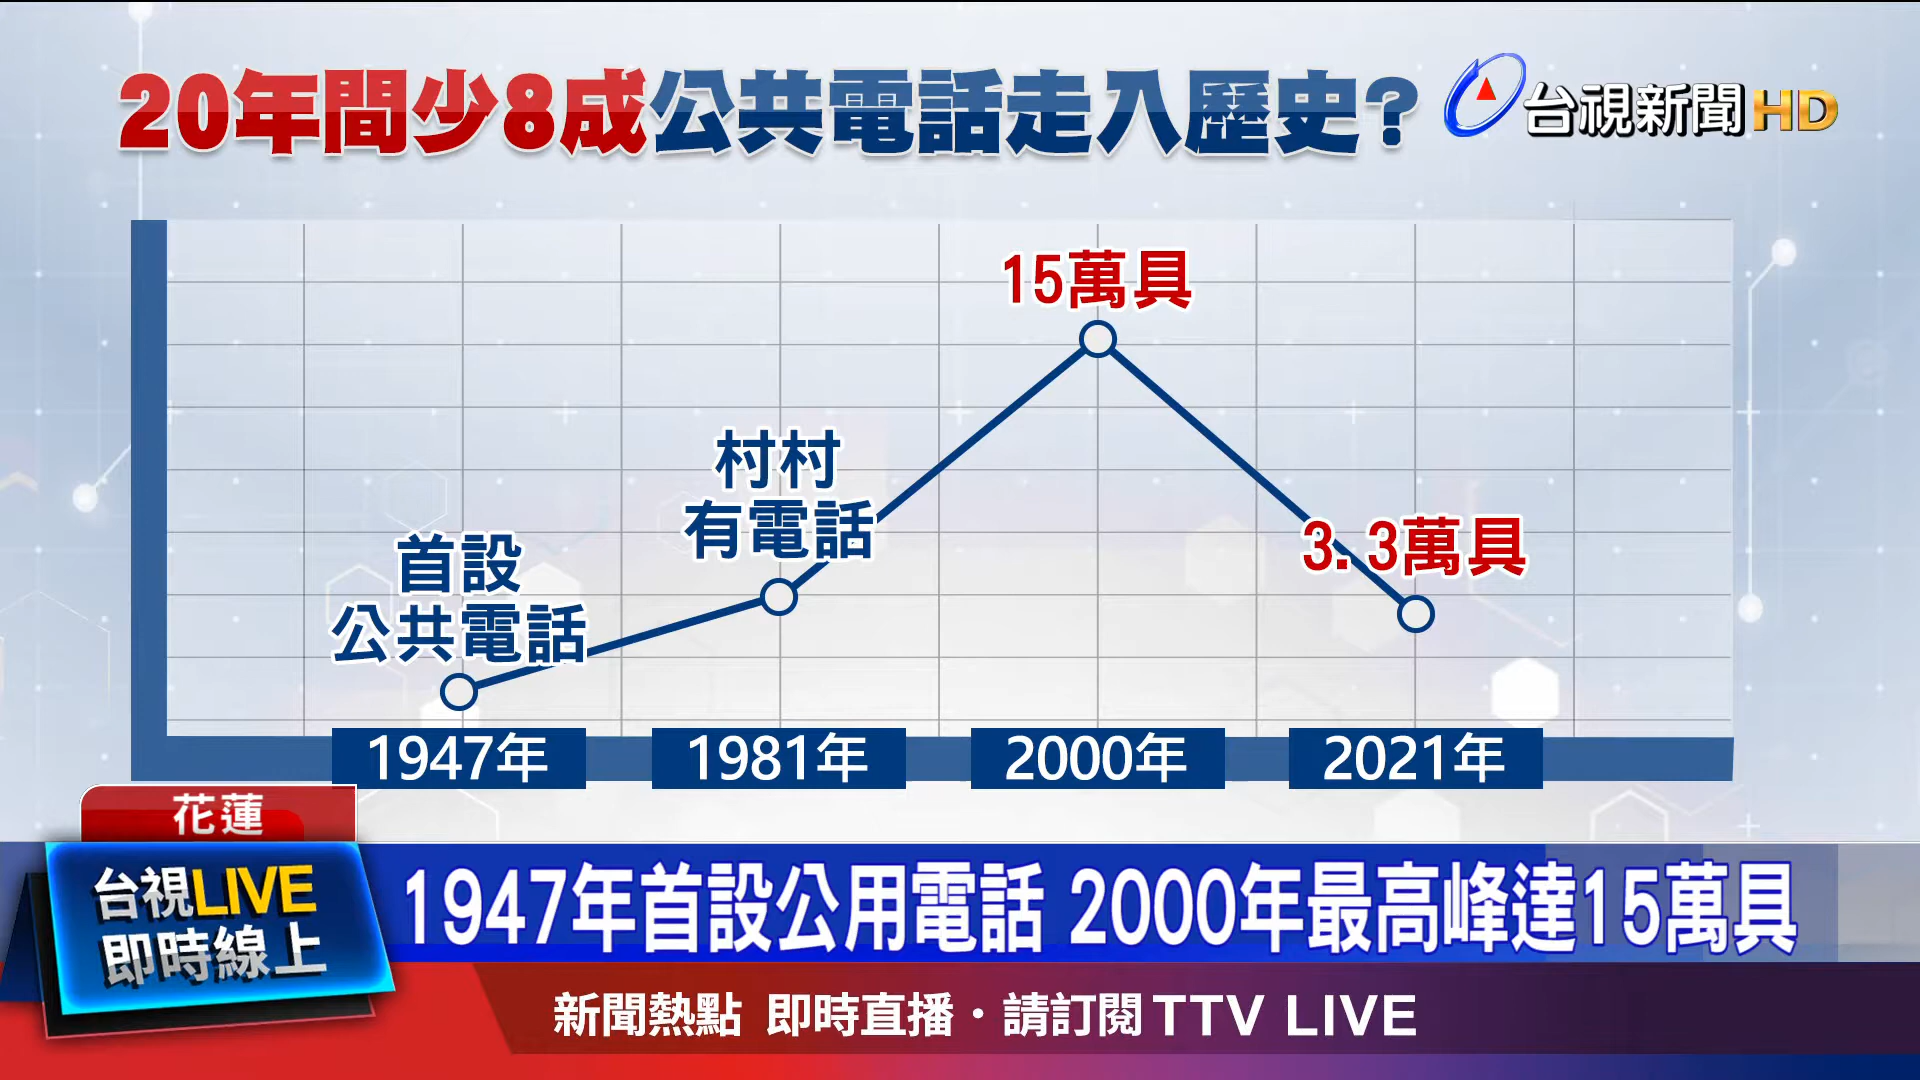 20年間少8成公共電話走入歷史?
台視新聞HD
15萬具
村村
有電話
首設
公共電話
3.3萬具
1947年
1981年
2000年
2021年
花蓮
台視LIVE
即時線上
1947年首設公用電話 2000年最高峰達15萬具
新聞熱點 即時直播・請訂閱TTV LIVE